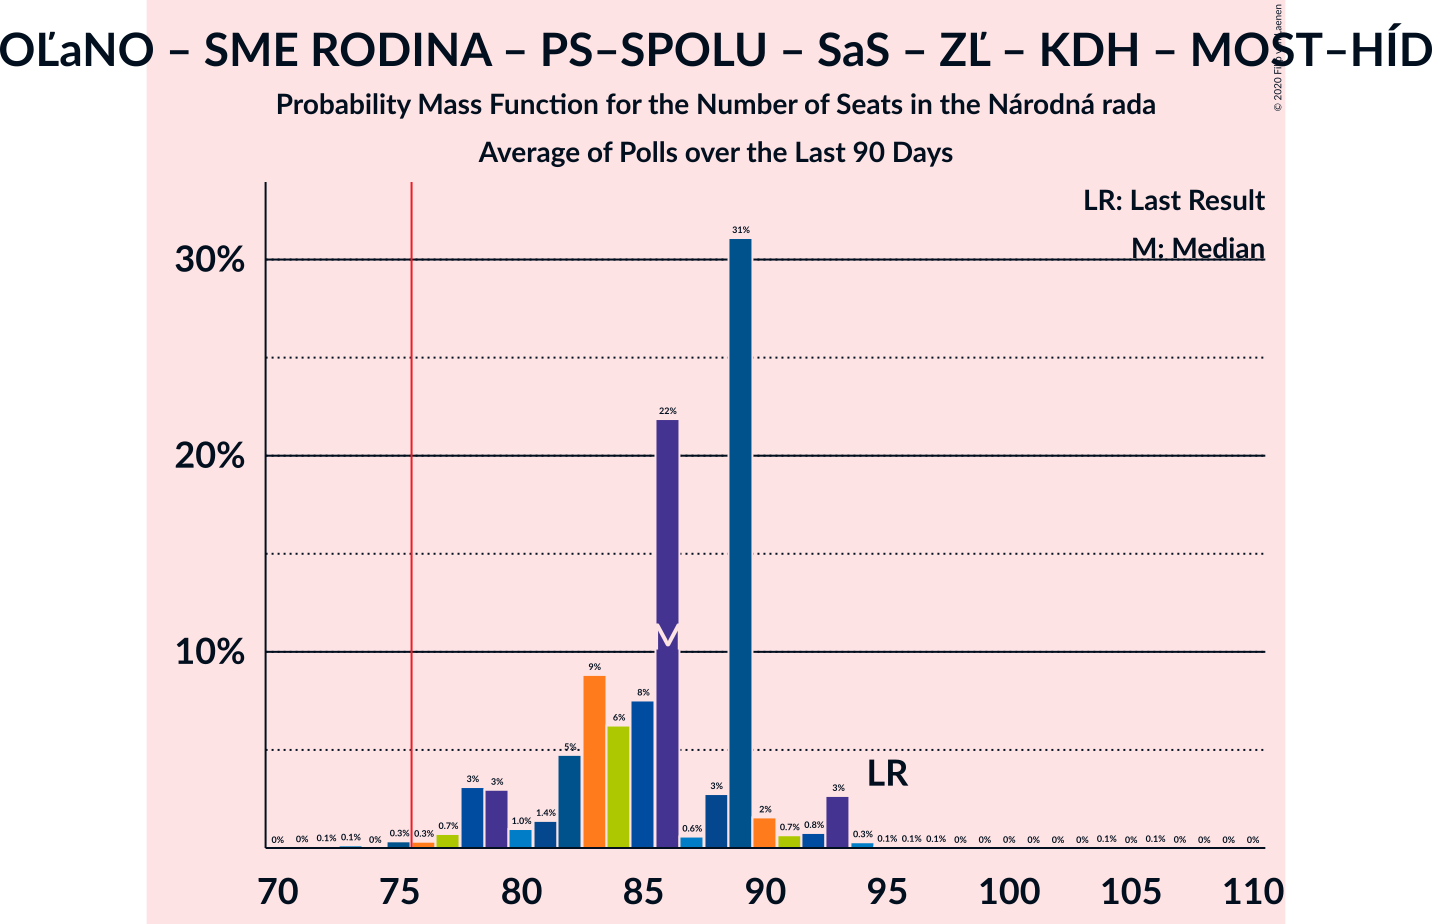 OĽaNO – SME RODINA – PS–SPOLU – SaS – ZĽ – KDH – MOST–HÍD
Probability Mass Function for the Number of Seats in the Národná rada
Average of Polls over the Last 90 Days
© 2020 Filip van Laenen
LR: Last Result
M: Median
30%
20%
10%
31%
22%
M
9%
8%
6%
5%
LR
3% 3% 3% 3%
2%
0% 0% 0.1% 0.1% 0% 0.3% 0.3% 0.7% 1.0% 1.4% 0.6% 0.7% 0.8% 0.3% 0.1% 0.1% 0.1% 0% 0% 0% 0% 0% 0% 0.1% 0% 0.1% 0% 0% 0% 0%
70 75 80 85 90 95 100 105 110